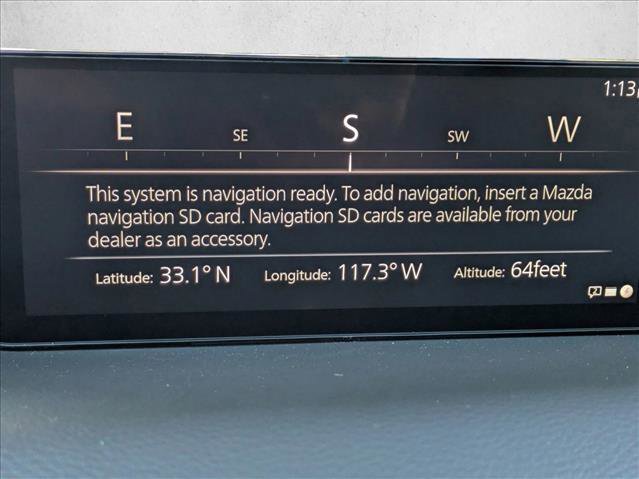 1:13
E SE S SW W
This system is navigation ready. To add navigation, insert a Mazda
navigation SD card. Navigation SD cards are available from your
dealer as an accessory.
Latitude: 33.1° N Longitude: 117.3° W Altitude: 64feet